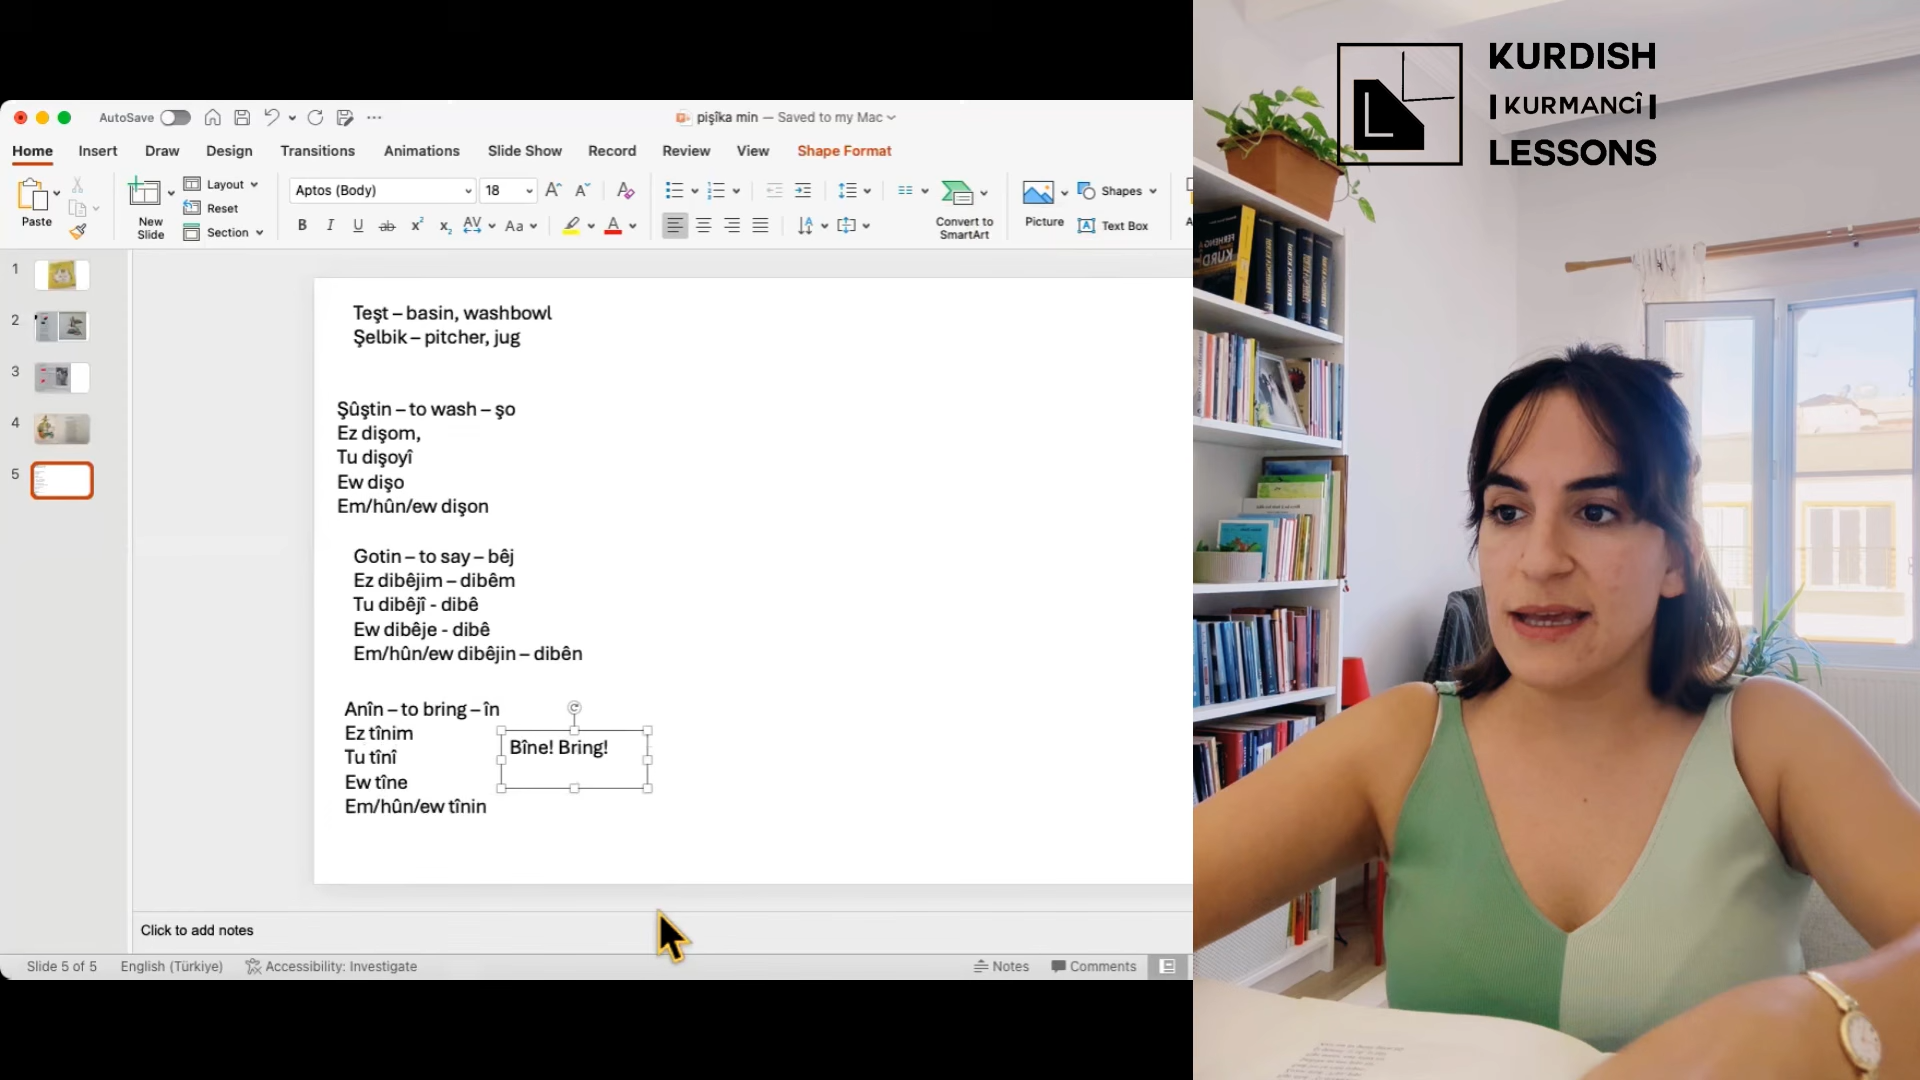 AutoSave
pişîka min — Saved to my Mac
Home Insert Draw Design Transitions Animations Slide Show Record Review View Shape Format
Paste
New Slide
Layout
Reset
Section
Aptos (Body) 18
Convert to SmartArt
Picture
Shapes
Text Box
1
2
3
4
5
Teşt – basin, washbowl
Şelbik – pitcher, jug
Şûştin – to wash – şo
Ez dişom,
Tu dişoyî
Ew dişo
Em/hûn/ew dişon
Gotin – to say – bêj
Ez dibêjim – dibêm
Tu dibêjî - dibê
Ew dibêje - dibê
Em/hûn/ew dibêjin – dibên
Anîn – to bring – în
Ez tînim
Tu tînî
Ew tîne
Em/hûn/ew tînin
Bîne! Bring!
Click to add notes
Slide 5 of 5 English (Türkiye) Accessibility: Investigate Notes Comments
KURDISH
KURMANCÎ
LESSONS